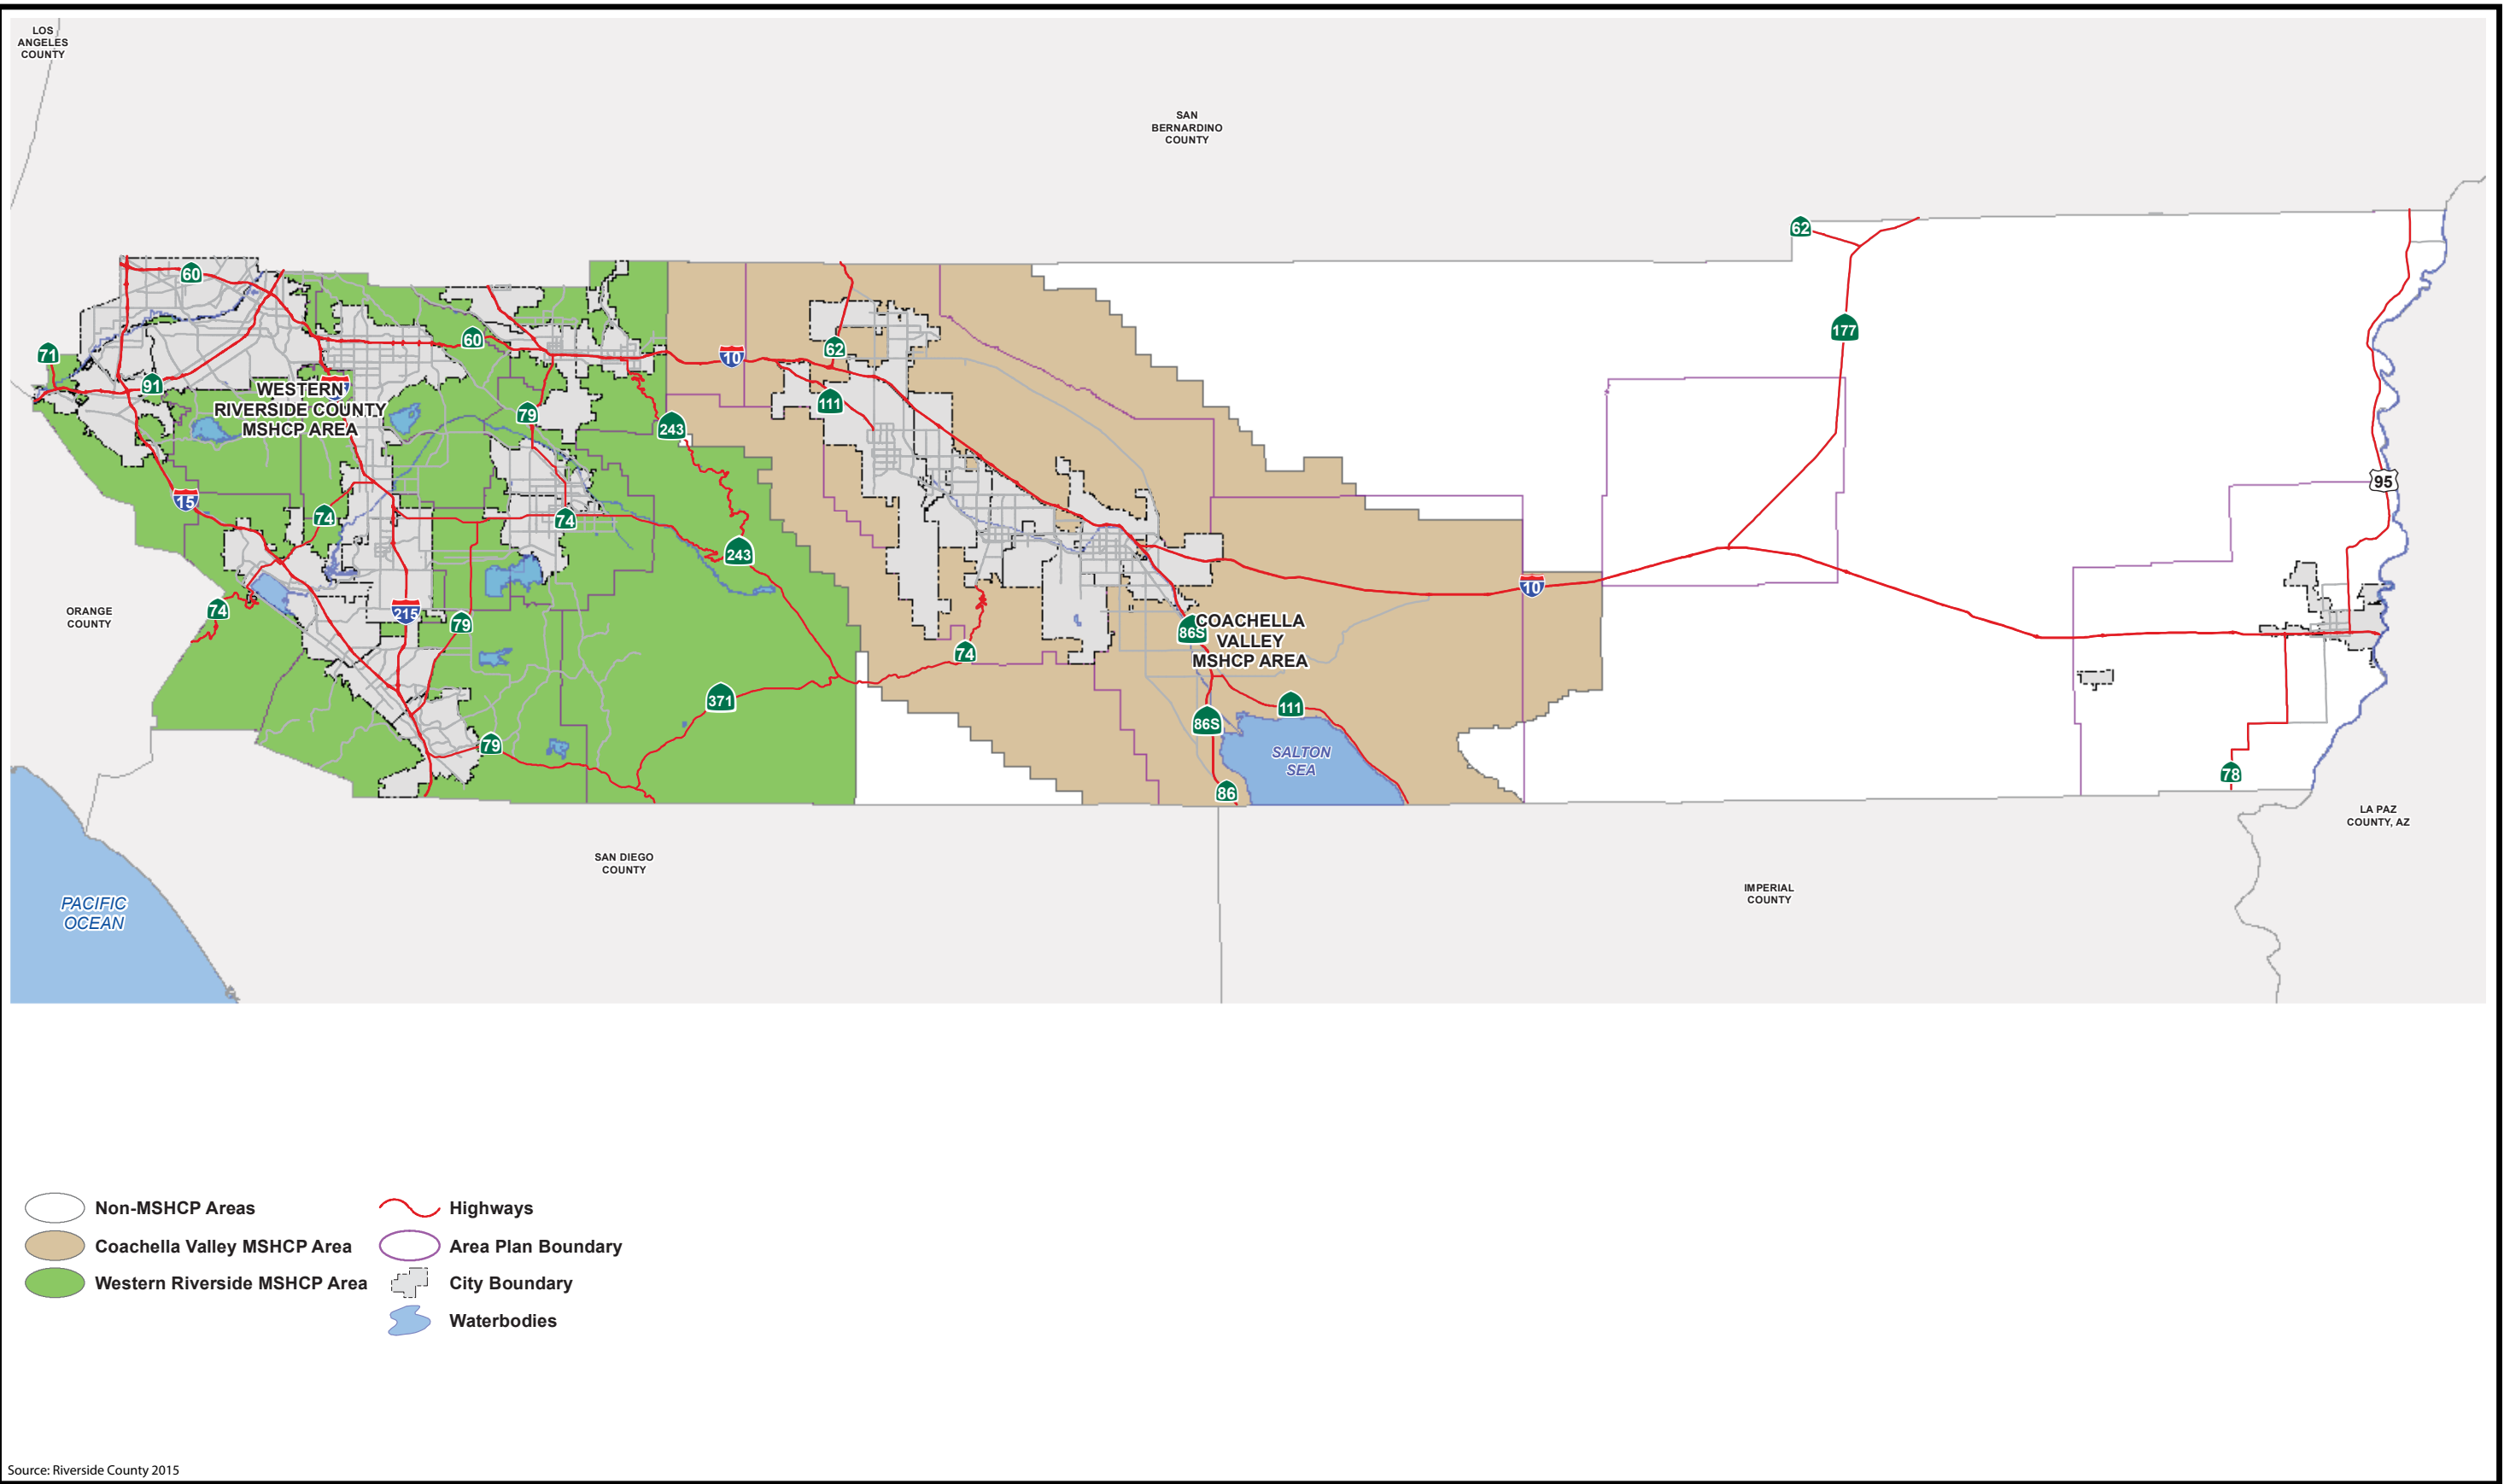 LOS
ANGELES
COUNTY
SAN
BERNARDINO
COUNTY
62
60
177
60
71
62
10
91
WESTERN
RIVERSIDE COUNTY
MSHCP AREA
111
79
243
95
15
74
74
243
10
ORANGE
COUNTY
74
215
79
86S
COACHELLA
VALLEY
MSHCP AREA
74
371
111
86S
79
SALTON
SEA
78
86
LA PAZ
COUNTY, AZ
SAN DIEGO
COUNTY
IMPERIAL
COUNTY
PACIFIC
OCEAN
Non-MSHCP Areas
Coachella Valley MSHCP Area
Western Riverside MSHCP Area
Highways
Area Plan Boundary
City Boundary
Waterbodies
Source: Riverside County 2015